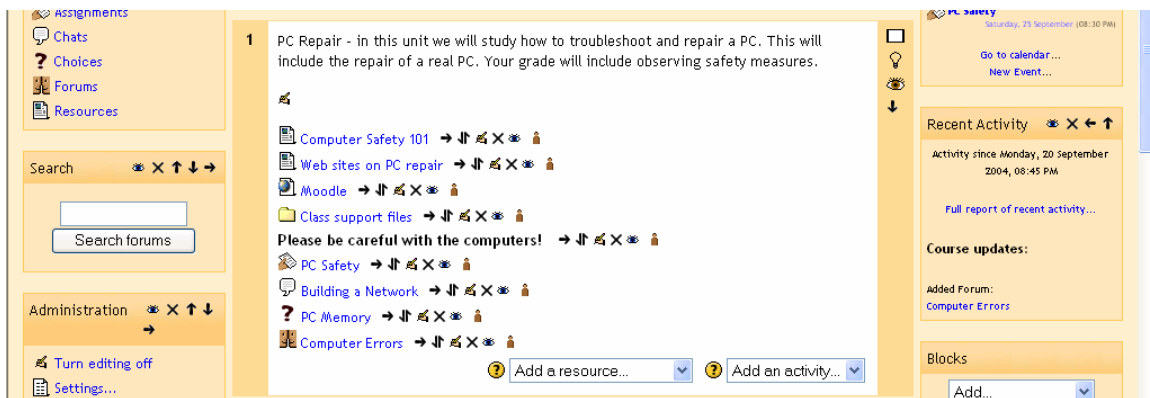 Assignments
Chats
Choices
Forums
Resources
Search
Search forums
Administration
Turn editing off
Settings...
1
PC Repair - in this unit we will study how to troubleshoot and repair a PC. This will
include the repair of a real PC. Your grade will include observing safety measures.
Computer Safety 101
Web sites on PC repair
Moodle
Class support files
Please be careful with the computers!
PC Safety
Building a Network
? PC Memory
Computer Errors
Add a resource...
Add an activity...
PC Safety
Saturday, 25 September (08:30 PM)
Go to calendar...
New Event...
Recent Activity
Activity since Monday, 20 September
2004, 08:45 PM
Full report of recent activity...
Course updates:
Added Forum:
Computer Errors
Blocks
Add...